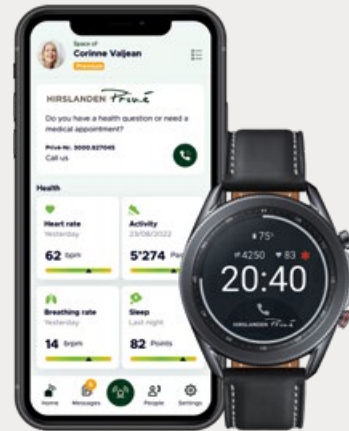 Space of
Corinne Valjean
Premium
HIRSLANDEN Privé
Do you have a health question or need a
medical appointment?
Privé-Nr. 3000.827045
Call us
Health
Heart rate
Yesterday
62 bpm
Activity
23/08/2022
5'274 Pas
Breathing rate
Yesterday
14 brpm
Sleep
Last night
82 Points
Home
Messages
People
Settings
75%
4250
83
20:40
HIRSLANDEN Privé